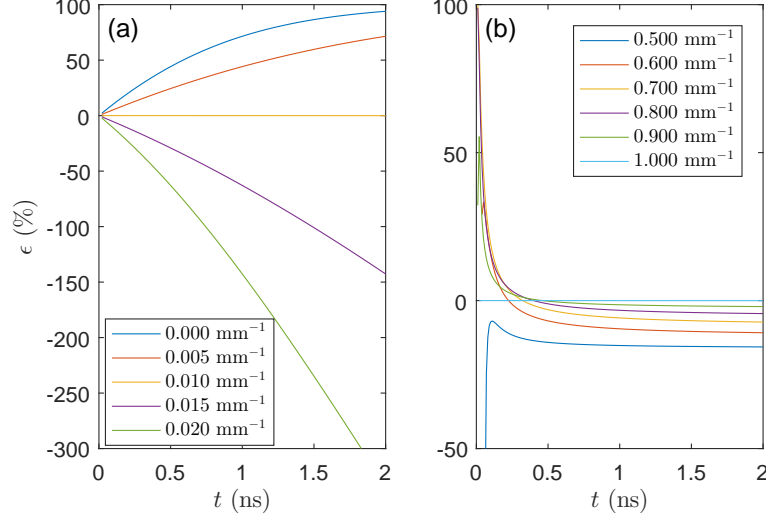 (a)
100
50
0
-50
-100
-150
-200
-250
-300
ϵ (%)
0.000 mm⁻¹
0.005 mm⁻¹
0.010 mm⁻¹
0.015 mm⁻¹
0.020 mm⁻¹
0
0.5
1
1.5
2
t (ns)
(b)
100
50
0
-50
0.500 mm⁻¹
0.600 mm⁻¹
0.700 mm⁻¹
0.800 mm⁻¹
0.900 mm⁻¹
1.000 mm⁻¹
0
0.5
1
1.5
2
t (ns)